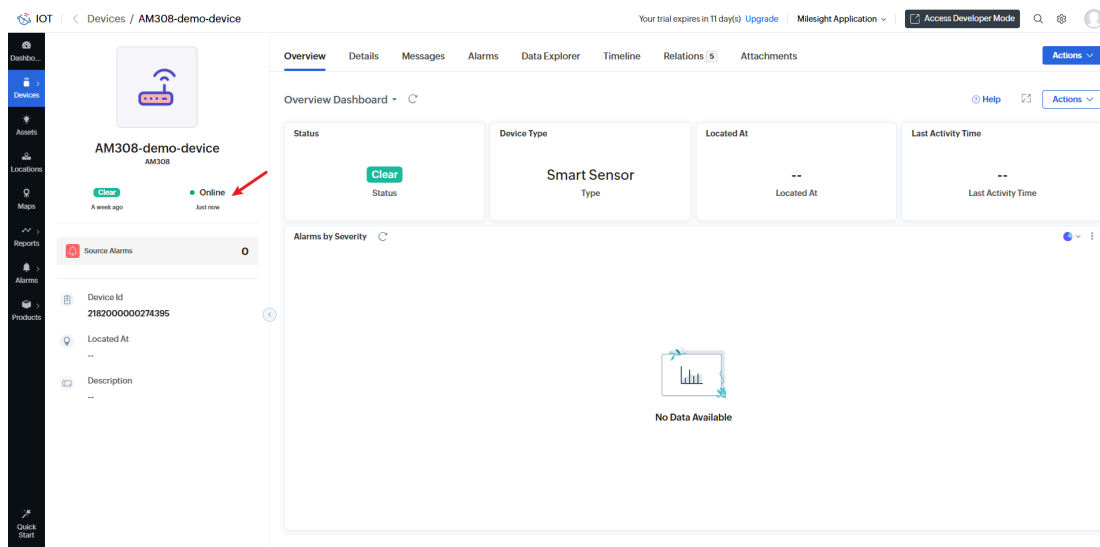 IOT
Devices / AM308-demo-device
Your trial expires in 11 day(s) Upgrade
Milesight Application
Access Developer Mode
Dashbo...
Devices
Assets
Locations
Maps
Reports
Alarms
Products
Quick
Start
AM308-demo-device
AM308
Clear
A week ago
Online
Just now
Source Alarms 0
Device Id
2182000000274395
Located At
--
Description
--
Overview Details Messages Alarms Data Explorer Timeline Relations 5 Attachments
Actions
Overview Dashboard
Help
Actions
Status
Clear
Status
Device Type
Smart Sensor
Type
Located At
--
Located At
Last Activity Time
--
Last Activity Time
Alarms by Severity
No Data Available